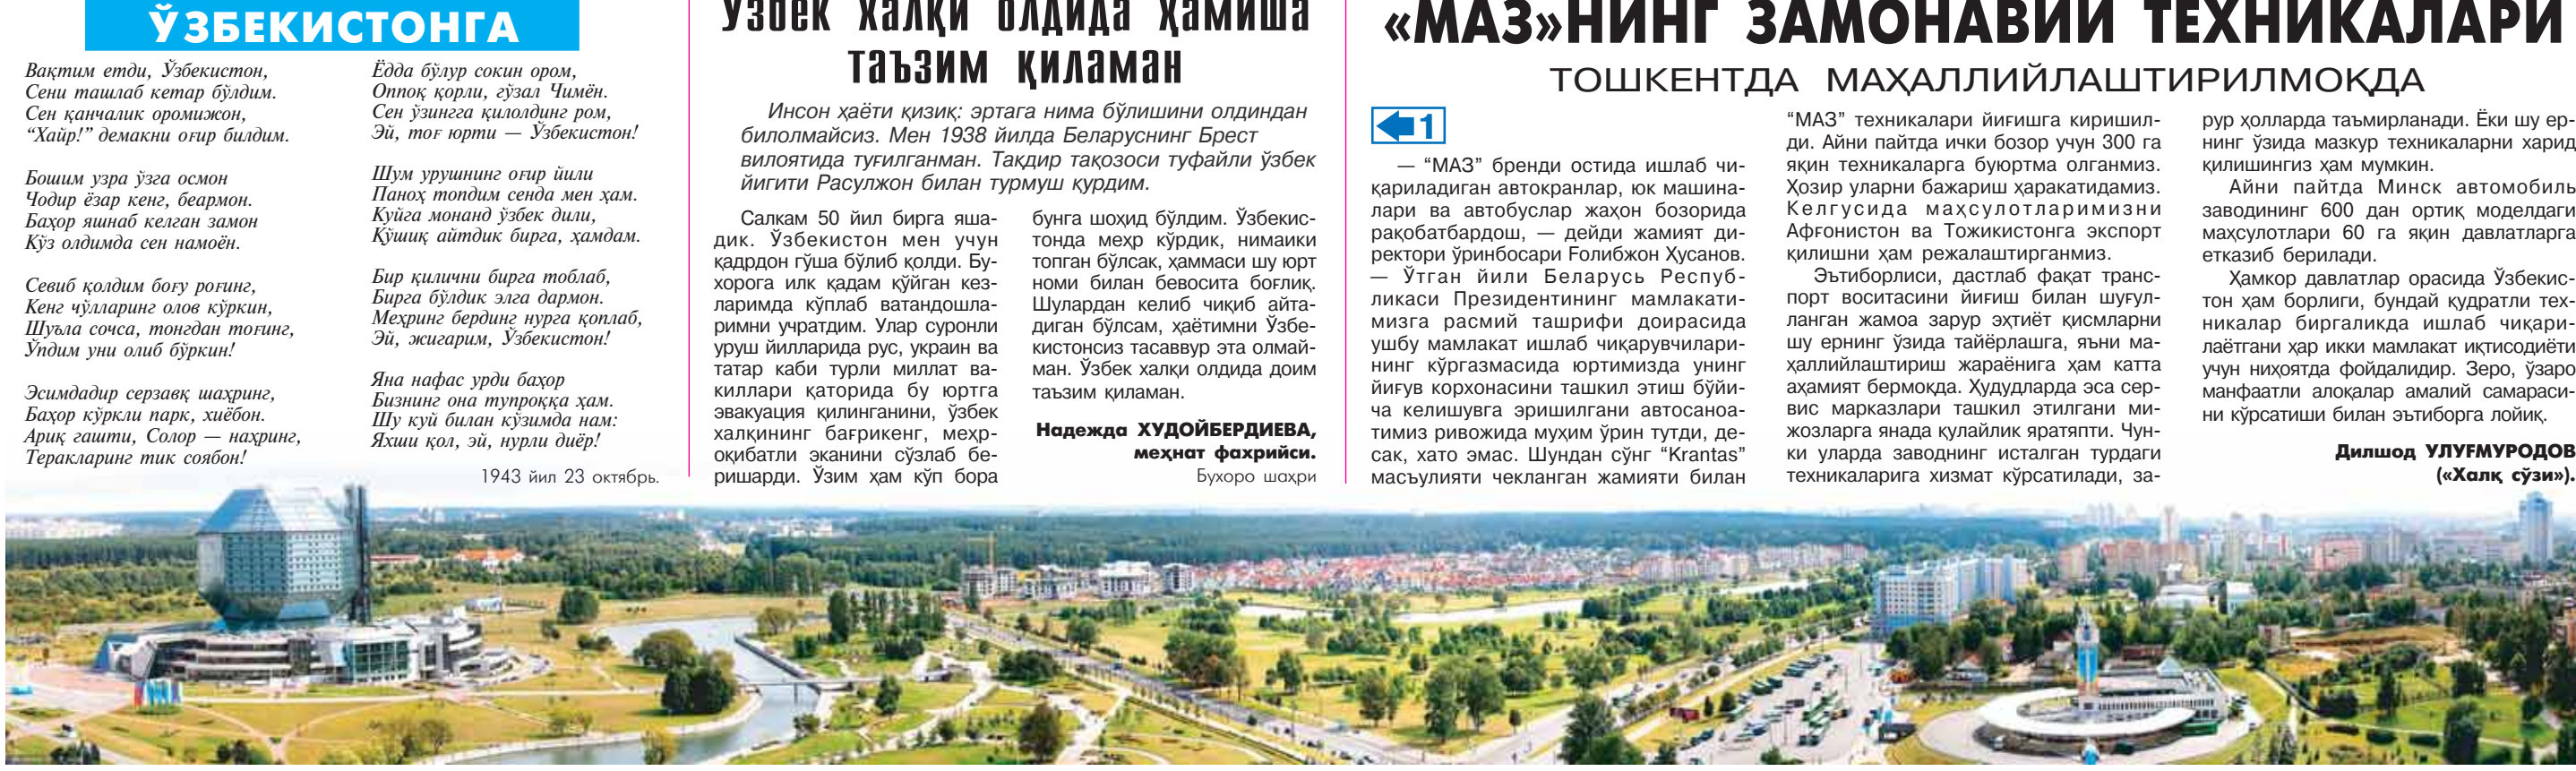 ЎЗБЕКИСТОНГА
Вақтим етди, Ўзбекистон,
Сени ташлаб кетар бўлдим.
Сен қанчалик оромижон,
“Хайр!” демакни оғир билдим.
Бошим узра ўзга осмон
Чодир ёзар кенг, беармон.
Баҳор яшнаб келган замон
Кўз олдимда сен намоён.
Севиб қолдим боғу роғинг,
Кенг чўлларинг олов кўркин,
Шуъла сочса, тонгдан тоғинг,
Ўпдим уни олиб бўркин!
Эсимдадир серзавқ шаҳринг,
Баҳор кўркли парк, хиёбон.
Ариқ гашти, Солор — наҳринг,
Теракларинг тик соябон!
Ёдда бўлур сокин ором,
Оппоқ қорли, гўзал Чимён.
Сен ўзингга қилолдинг ром,
Эй, тоғ юрти — Ўзбекистон!
Шум урушнинг оғир йили
Паноҳ топдим сенда мен ҳам.
Куйга монанд ўзбек дили,
Қўшиқ айтдик бирга, ҳамдам.
Бир қилични бирга тоблаб,
Бирга бўлдик элга дармон.
Меҳринг бердинг нурга қоплаб,
Эй, жигарим, Ўзбекистон!
Яна нафас урди баҳор
Бизнинг она тупроққа ҳам.
Шу куй билан кўзимда нам:
Яхши қол, эй, нурли диёр!
1943 йил 23 октябрь.
Ўзбек халқи олдида ҳамиша
таъзим қиламан
Инсон ҳаёти қизиқ: эртага нима бўлишини олдиндан
билолмайсиз. Мен 1938 йилда Беларуснинг Брест
вилоятида туғилганман. Тақдир тақозоси туфайли ўзбек
йигити Расулжон билан турмуш қурдим.
Салкам 50 йил бирга яша-
дик. Ўзбекистон мен учун
қадрдон гўша бўлиб қолди. Бу-
хорога илк қадам қўйган кез-
ларимда кўплаб ватандошла-
римни учратдим. Улар суронли
уруш йилларида рус, украин ва
татар каби турли миллат ва-
киллари қаторида бу юртга
эвакуация қилинганини, ўзбек
халқининг бағрикенг, меҳр-
оқибатли эканини сўзлаб бе-
ришарди. Ўзим ҳам кўп бора
бунга шоҳид бўлдим. Ўзбекис-
тонда меҳр кўрдик, нимаики
топган бўлсак, ҳаммаси шу юрт
номи билан бевосита боғлиқ.
Шулардан келиб чиқиб айта-
диган бўлсам, ҳаётимни Ўзбе-
кистонсиз тасаввур эта олмай-
ман. Ўзбек халқи олдида доим
таъзим қиламан.
Надежда ХУДОЙБЕРДИЕВА,
меҳнат фахрийси.
Бухоро шаҳри
«МАЗ»НИНГ ЗАМОНАВИЙ ТЕХНИКАЛАРИ
ТОШКЕНТДА МАҲАЛЛИЙЛАШТИРИЛМОҚДА
1
— “МАЗ” бренди остида ишлаб чи-
қариладиган автокранлар, юк машина-
лари ва автобуслар жаҳон бозорида
рақобатбардош, — дейди жамият ди-
ректори ўринбосари Ғолибжон Хусанов.
— Ўтган йили Беларусь Респуб-
ликаси Президентининг мамлакати-
мизга расмий ташрифи доирасида
ушбу мамлакат ишлаб чиқарувчилари-
нинг кўргазмасида юртимизда унинг
йиғув корхонасини ташкил этиш бўйи-
ча келишувга эришилгани автосаноа-
тимиз ривожида муҳим ўрин тутди, де-
сак, хато эмас. Шундан сўнг “Krantas”
масъулияти чекланган жамияти билан
“МАЗ” техникалари йиғишга киришил-
ди. Айни пайтда ички бозор учун 300 га
яқин техникаларга буюртма олганмиз.
Ҳозир уларни бажариш ҳаракатидамиз.
Келгусида маҳсулотларимизни
Афғонистон ва Тожикистонга экспорт
қилишни ҳам режалаштирганмиз.
Эътиборлиси, дастлаб фақат транс-
порт воситасини йиғиш билан шуғул-
ланган жамоа зарур эҳтиёт қисмларни
шу ернинг ўзида тайёрлашга, яъни ма-
ҳаллийлаштириш жараёнига ҳам катта
аҳамият бермоқда. Ҳудудларда эса сер-
вис марказлари ташкил этилгани ми-
жозларга янада қулайлик яратяпти. Чун-
ки уларда заводнинг исталган турдаги
техникаларига хизмат кўрсатилади, за-
рур ҳолларда таъмирланади. Ёки шу ер-
нинг ўзида мазкур техникаларни харид
қилишингиз ҳам мумкин.
Айни пайтда Минск автомобиль
заводининг 600 дан ортиқ моделдаги
маҳсулотлари 60 га яқин давлатларга
етказиб берилади.
Ҳамкор давлатлар орасида Ўзбекис-
тон ҳам борлиги, бундай қудратли тех-
никалар биргаликда ишлаб чиқари-
лаётгани ҳар икки мамлакат иқтисодиёти
учун ниҳоятда фойдалидир. Зеро, ўзаро
манфаатли алоқалар амалий самараси-
ни кўрсатиши билан эътиборга лойиқ.
Дилшод УЛУҒМУРОДОВ
(«Халқ сўзи»).